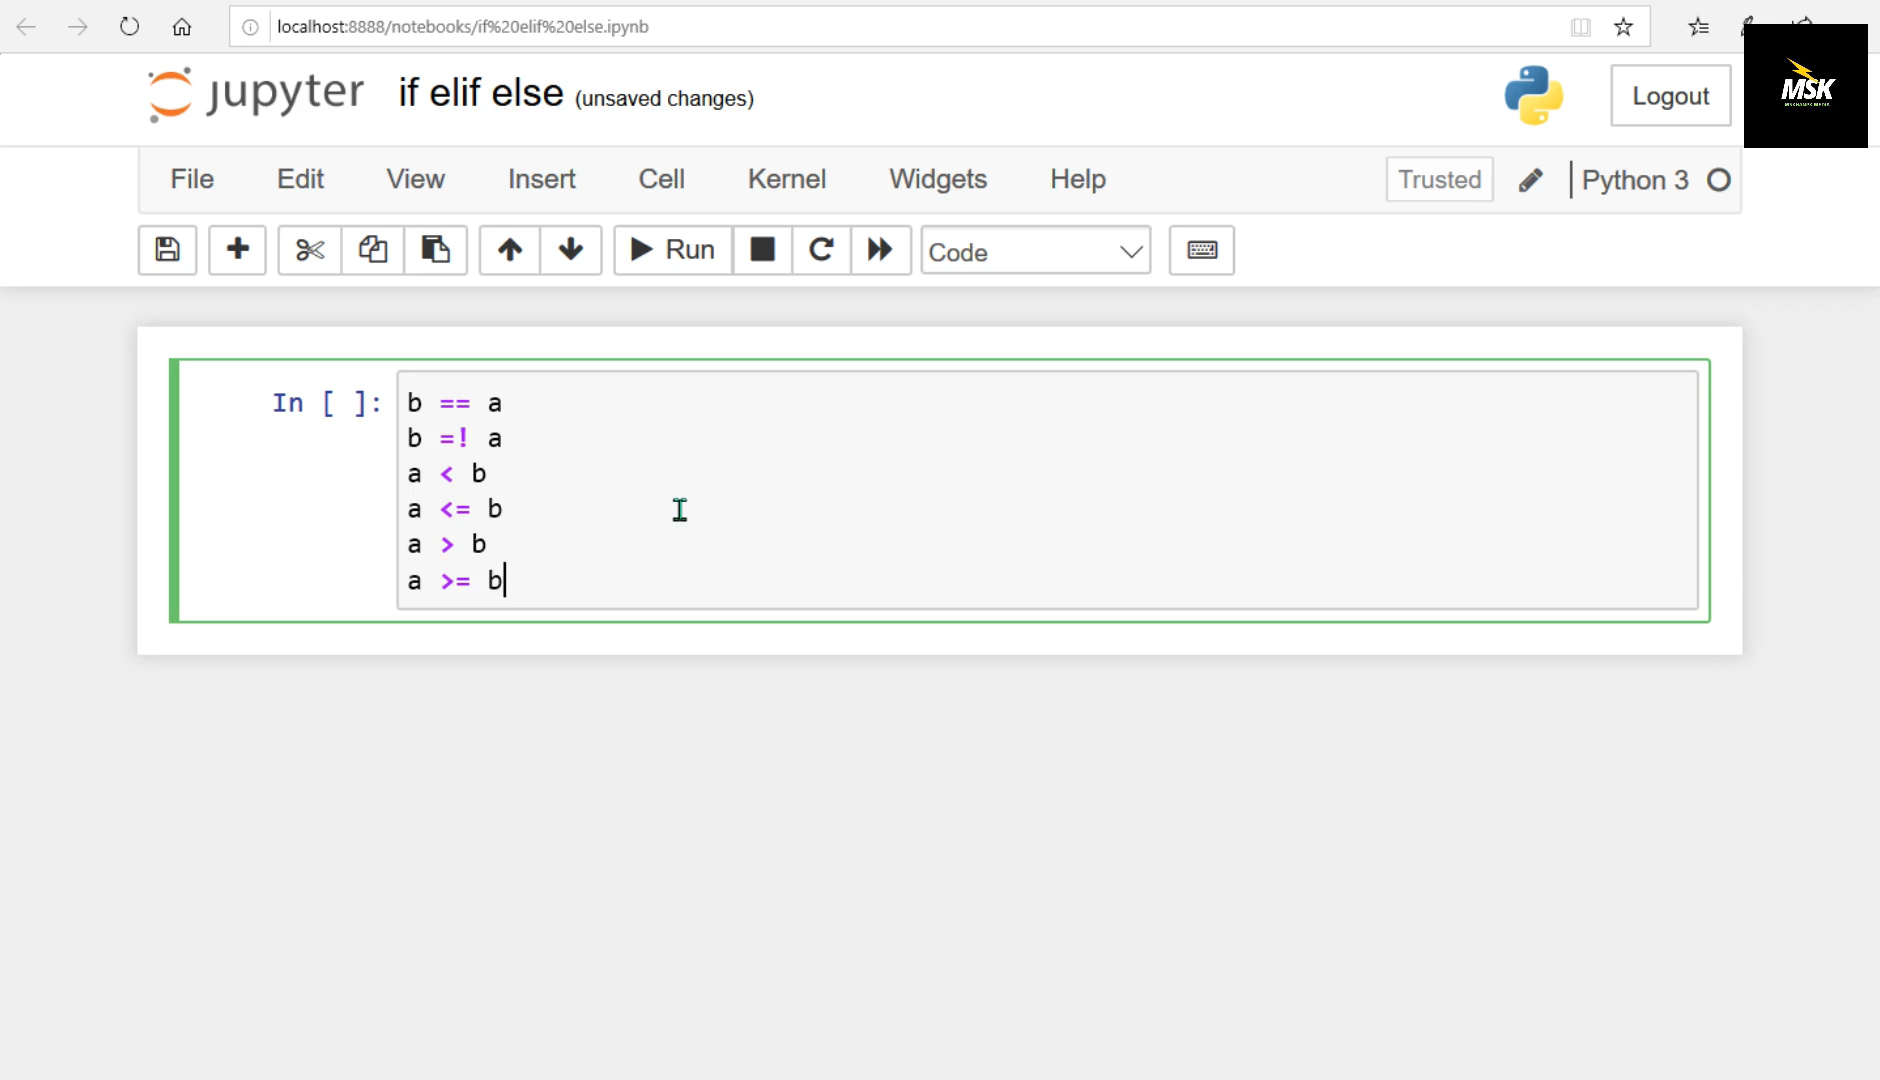 localhost:8888/notebooks/if%20elif%20else.ipynb
jupyter if elif else (unsaved changes)
Logout
MSK
File Edit View Insert Cell Kernel Widgets Help Trusted Python 3
Run Code
In [ ]:
b == a
b =! a
a < b
a <= b
a > b
a >= b